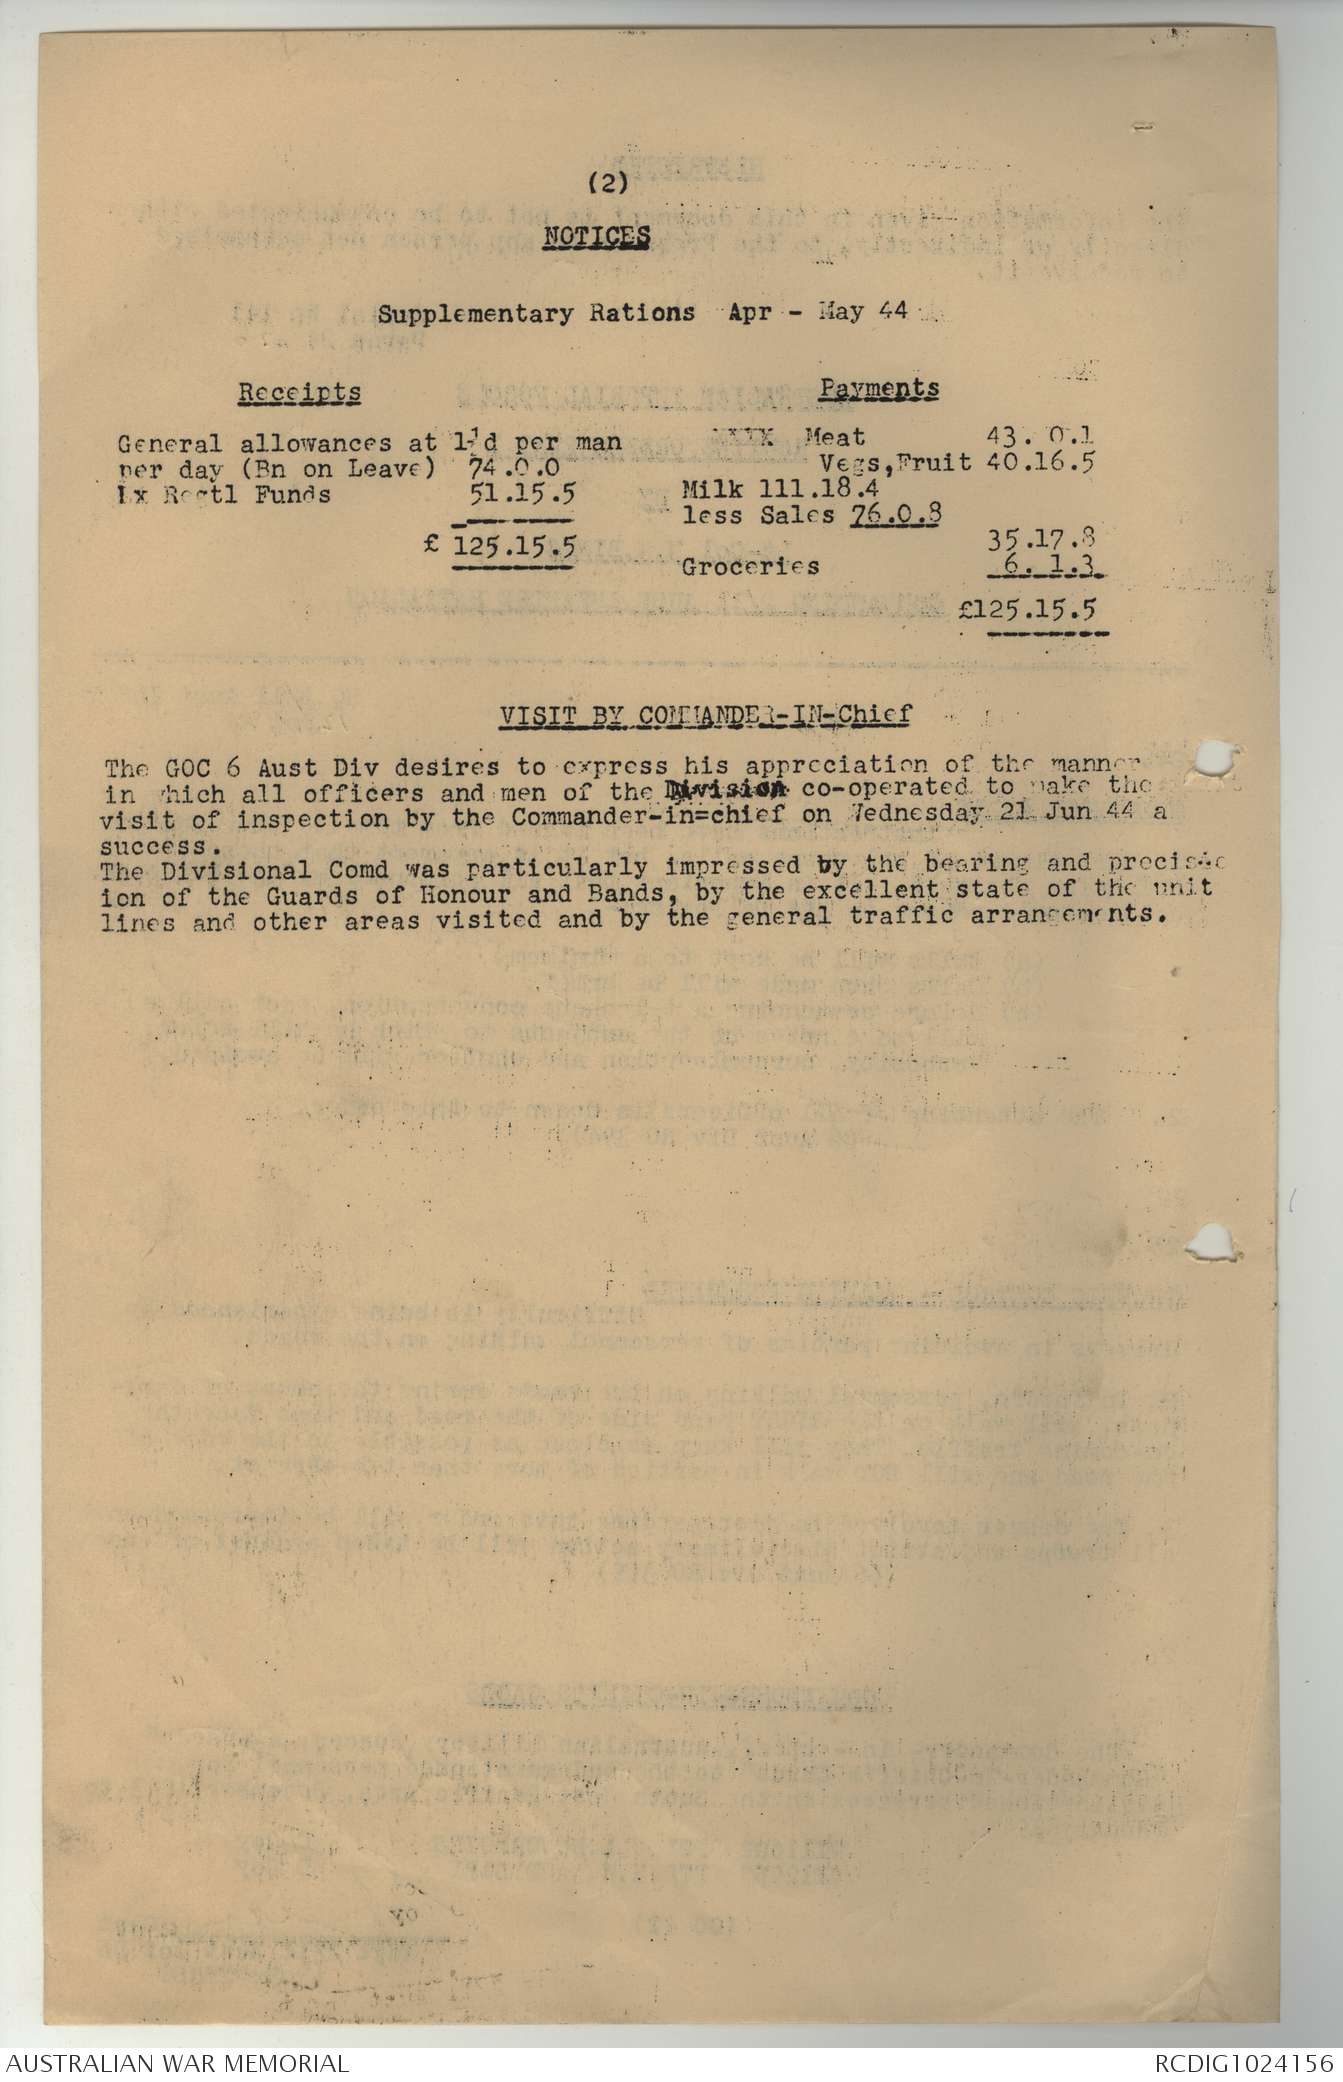 (2)
NOTICES
Supplementary Rations Apr - May 44
Receipts
Payments
General allowances at 1½d per man
per day (Bn on Leave) 74.0.0
Ex Regtl Funds 51.15.5
£ 125.15.5
Meat 43. 0.1
Vegs,Fruit 40.16.5
Milk 111.18.4
less Sales 76.0.8
35.17.8
Groceries 6. 1.3
£125.15.5
VISIT BY COMMANDER-IN-Chief
The GOC 6 Aust Div desires to express his appreciation of the manner
in which all officers and men of the Division co-operated to make the
visit of inspection by the Commander-in=chief on Wednesday 21 Jun 44 a
success.
The Divisional Comd was particularly impressed by the bearing and precis
ion of the Guards of Honour and Bands, by the excellent state of the unit
lines and other areas visited and by the general traffic arrangements.
AUSTRALIAN WAR MEMORIAL
RCDIG1024156